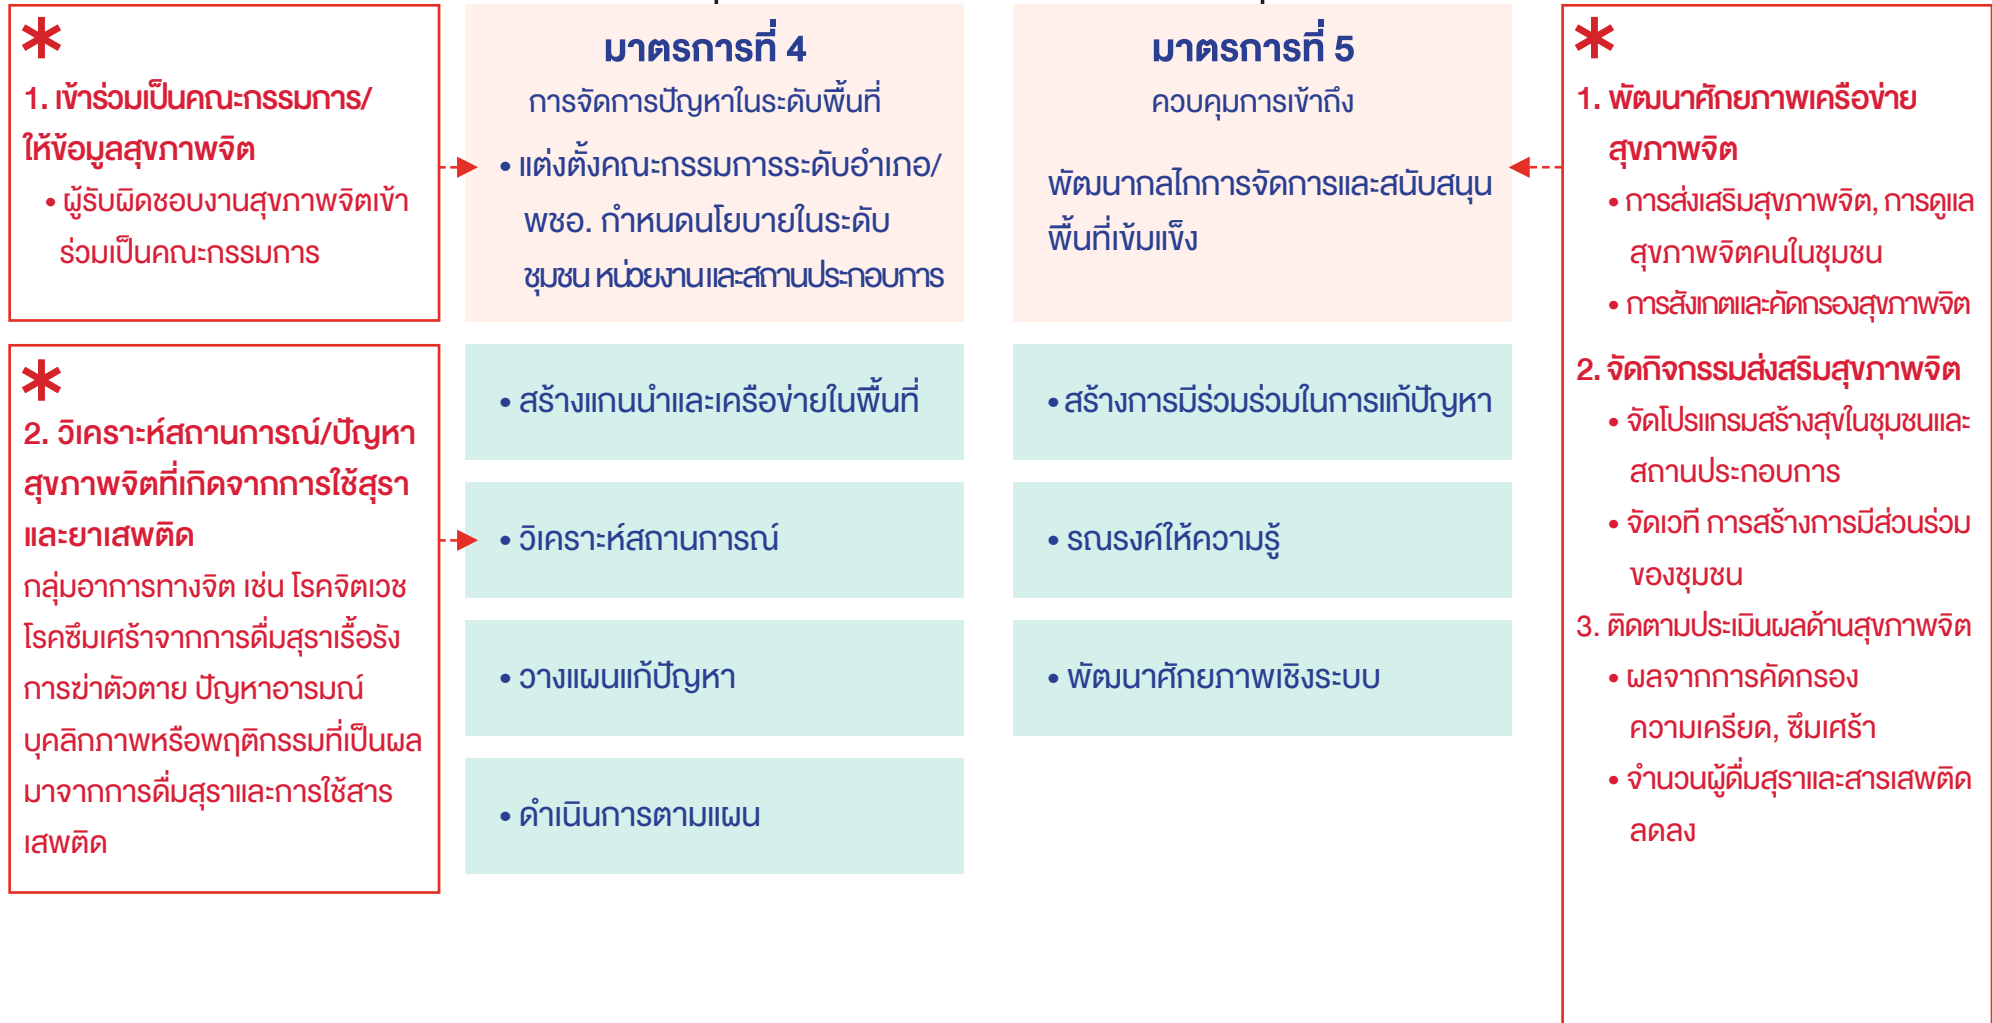 1. เข้าร่วมเป็นคณะกรรมการ/
ให้ข้อมูลสุขภาพจิต
• ผู้รับผิดชอบงานสุขภาพจิตเข้า
ร่วมเป็นคณะกรรมการ
2. วิเคราะห์สถานการณ์/ปัญหา
สุขภาพจิตที่เกิดจากการใช้สุรา
และยาเสพติด
กลุ่มอาการทางจิต เช่น โรคจิตเวช
โรคซึมเศร้าจากการดื่มสุราเรื้อรัง
การฆ่าตัวตาย ปัญหาอารมณ์
บุคลิกภาพหรือพฤติกรรมที่เป็นผล
มาจากการดื่มสุราและการใช้สาร
เสพติด
มาตรการที่ 4
การจัดการปัญหาในระดับพื้นที่
• แต่งตั้งคณะกรรมการระดับอำเภอ/
พชอ. กำหนดนโยบายในระดับ
ชุมชน หน่วยงาน และสถานประกอบการ
• สร้างแกนนำและเครือข่ายในพื้นที่
• วิเคราะห์สถานการณ์
• วางแผนแก้ปัญหา
• ดำเนินการตามแผน
มาตรการที่ 5
ควบคุมการเข้าถึง
พัฒนากลไกการจัดการและสนับสนุน
พื้นที่เข้มแข็ง
• สร้างการมีร่วมร่วมในการแก้ปัญหา
• รณรงค์ให้ความรู้
• พัฒนาศักยภาพเชิงระบบ
1. พัฒนาศักยภาพเครือข่าย
สุขภาพจิต
• การส่งเสริมสุขภาพจิต, การดูแล
สุขภาพจิตคนในชุมชน
• การสังเกตและคัดกรองสุขภาพจิต
2. จัดกิจกรรมส่งสริมสุขภาพจิต
• จัดโปรแกรมสร้างสุขในชุมชนและ
สถานประกอบการ
• จัดเวที การสร้างการมีส่วนร่วม
ของชุมชน
3. ติดตามประเมินผลด้านสุขภาพจิต
• ผลจากการคัดกรอง
ความเครียด, ซึมเศร้า
• จำนวนผู้ดื่มสุราและสารเสพติด
ลดลง